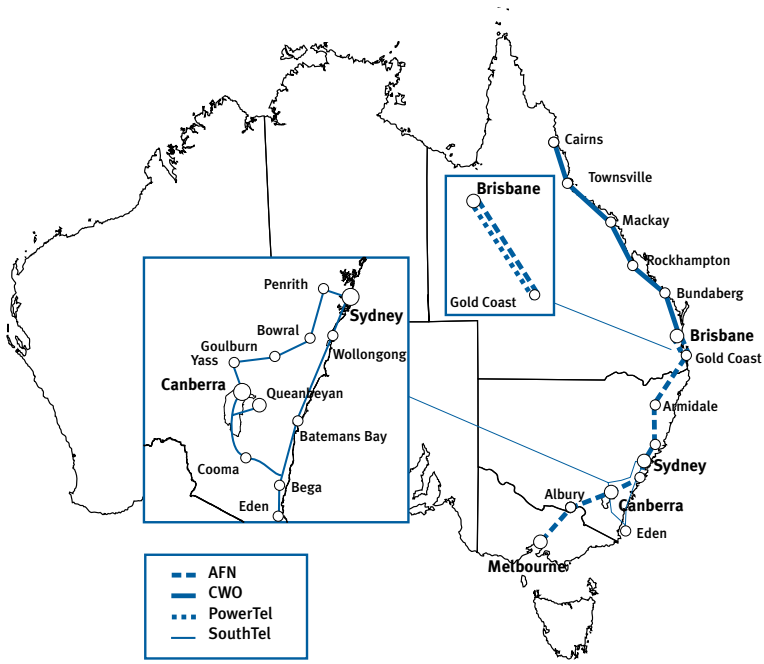 Cairns
Townsville
Brisbane
Mackay
Rockhampton
Penrith
Bundaberg
Gold Coast
Sydney
Bowral
Brisbane
Goulburn
Wollongong
Gold Coast
Yass
Canberra
Queanbeyan
Armidale
Batemans Bay
Cooma
Sydney
Bega
Albury
Canberra
Eden
Eden
Melbourne
AFN
CWO
PowerTel
SouthTel